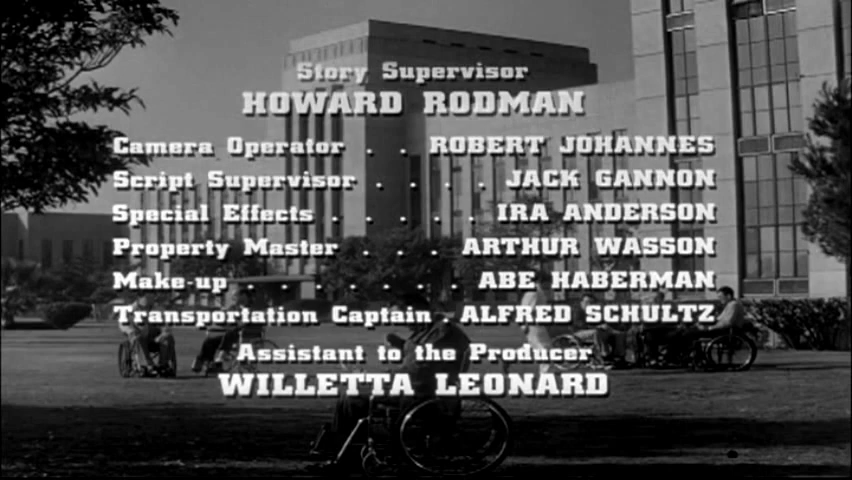 Story Supervisor
HOWARD RODMAN
Camera Operator . . ROBERT JOHANNES
Script Supervisor . . . . JACK GANNON
Special Effects . . . . . IRA ANDERSON
Property Master . . . ARTHUR WASSON
Make-up . . . . . . . ABE HABERMAN
Transportation Captain . ALFRED SCHULTZ
Assistant to the Producer
WILLETTA LEONARD